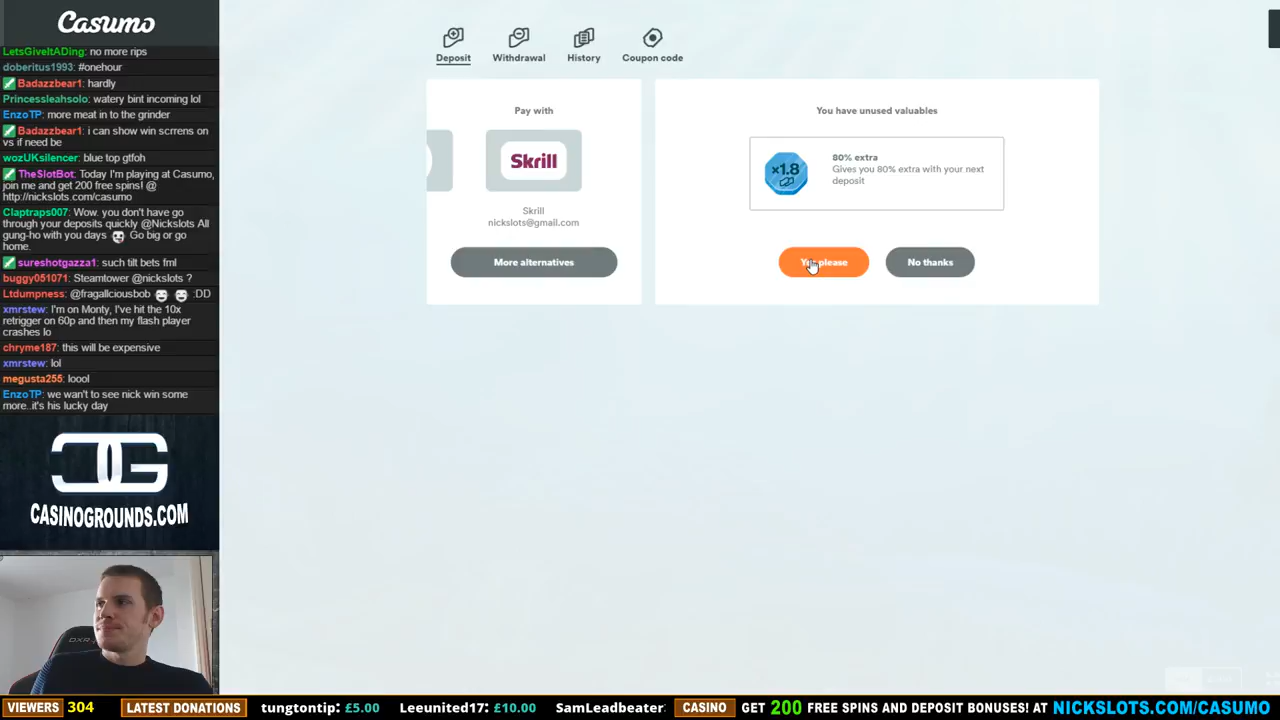 Casumo
LetsGiveItADing: no more rips
doberitus1993: #onehour
Badazzbear1: hardly
Princessleahsolo: watery bint incoming lol
EnzoTP: more meat in to the grinder
Badazzbear1: i can show win scrrens on
vs if need be
wozUKsilencer: blue top gtfoh
TheSlotBot: Today I'm playing at Casumo,
join me and get 200 free spins! @
http://nickslots.com/casumo
Claptraps007: Wow. you don't have go
through your deposits quickly @Nickslots All
gung-ho with you days Go big or go
home.
sureshotgazza1: such tilt bets fml
buggy051071: Steamtower @nickslots ?
Ltdumpness: @fragallciousbob :DD
xmrstew: I'm on Monty, I've hit the 10x
retrigger on 60p and then my flash player
crashes lo
chryme187: this will be expensive
xmrstew: lol
megusta255: loool
EnzoTP: we wan't to see nick win some
more..it's his lucky day
CASINOGROUNDS.COM
Deposit Withdrawal History Coupon code
Pay with
Skrill
Skrill
nickslots@gmail.com
More alternatives
You have unused valuables
×1.8
80% extra
Gives you 80% extra with your next
deposit
please
No thanks
DXR
VIEWERS 304 LATEST DONATIONS tungtontip: £5.00 Leeunited17: £10.00 SamLeadbeater: CASINO GET 200 FREE SPINS AND DEPOSIT BONUSES! AT NICKSLOTS.COM/CASUMO